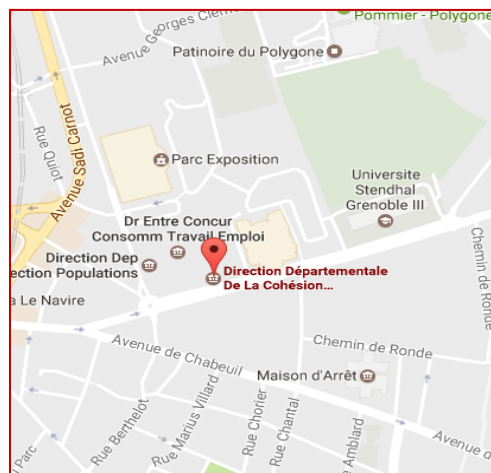 Pommier - Polygone
Avenue Georges Clem
Patinoire du Polygone
Avenue Sadi Carnot
Rue Quiot
Parc Exposition
Universite
Stendhal
Grenoble III
Dr Entre Concur
Consomm Travail Emploi
Direction Dep
ection Populations
Direction Départementale
De La Cohésion...
a Le Navire
Chemin de Ronde
Chemin de Ronde
Avenue de Chabeuil
Maison d'Arrêt
Rue Berthelot
Rue Marius Villard
Rue Chorier
Rue Chantal
e Amblard
Parc